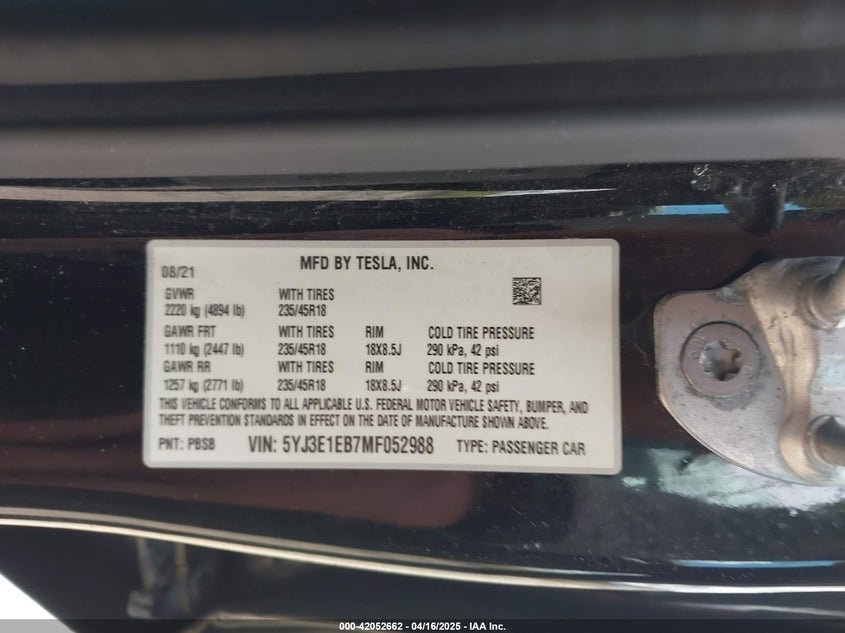 08/21 MFD BY TESLA, INC.
GVWR WITH TIRES
2220 kg (4894 lb) 235/45R18
GAWR FRT WITH TIRES RIM COLD TIRE PRESSURE
1110 kg (2447 lb) 235/45R18 18X8.5J 290 kPa, 42 psi
GAWR RR WITH TIRES RIM COLD TIRE PRESSURE
1257 kg (2771 lb) 235/45R18 18X8.5J 290 kPa, 42 psi
THIS VEHICLE CONFORMS TO ALL APPLICABLE U.S. FEDERAL MOTOR VEHICLE SAFETY, BUMPER, AND
THEFT PREVENTION STANDARDS IN EFFECT ON THE DATE OF MANUFACTURE SHOWN ABOVE.
PNT: PBSB VIN: 5YJ3E1EB7MF052988 TYPE: PASSENGER CAR
000-42052662 - 04/16/2025 - IAA Inc.